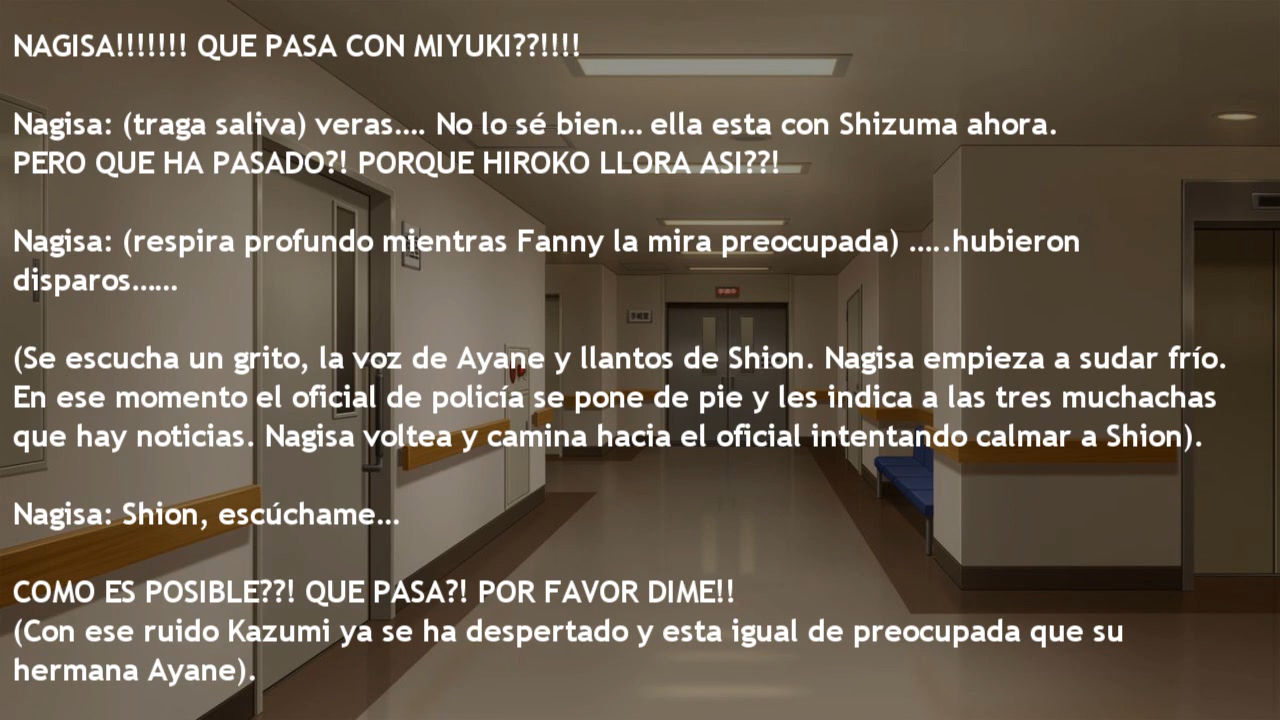 NAGISA!!!!!!! QUE PASA CON MIYUKI??!!!!
Nagisa: (traga saliva) veras.... No lo sé bien... ella esta con Shizuma ahora.
PERO QUE HA PASADO?! PORQUE HIROKO LLORA ASI??!
Nagisa: (respira profundo mientras Fanny la mira preocupada) .....hubieron
disparos......
(Se escucha un grito, la voz de Ayane y llantos de Shion. Nagisa empieza a sudar frío.
En ese momento el oficial de policía se pone de pie y les indica a las tres muchachas
que hay noticias. Nagisa voltea y camina hacia el oficial intentando calmar a Shion).
Nagisa: Shion, escúchame...
COMO ES POSIBLE??! QUE PASA?! POR FAVOR DIME!!
(Con ese ruido Kazumi ya se ha despertado y esta igual de preocupada que su
hermana Ayane).